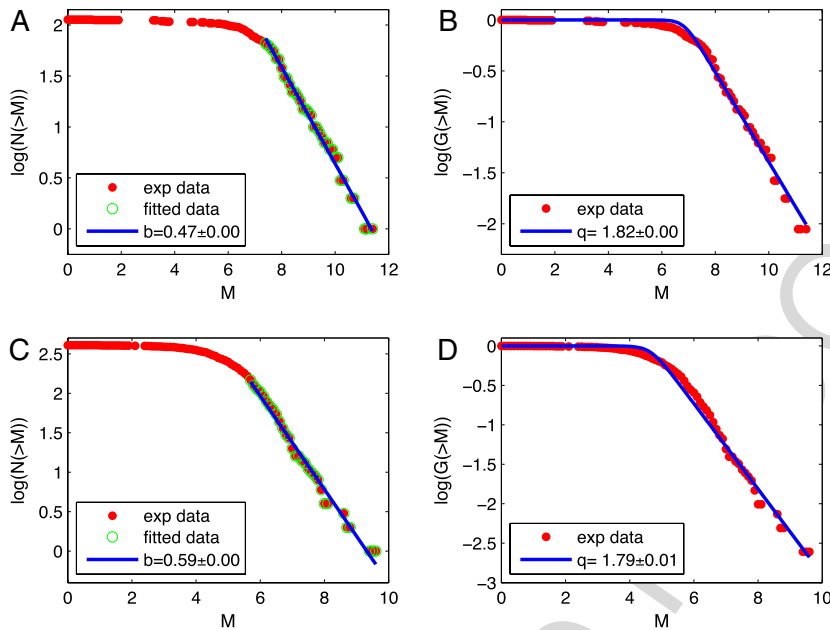 A
2
1.5
1
0.5
0
log(N(>M))
exp data
fitted data
b=0.47±0.00
0 2 4 6 8 10 12
M
B
−0
−0.5
−1
−1.5
−2
log(G(>M))
exp data
q= 1.82±0.00
0 2 4 6 8 10 12
M
C
2.5
2
1.5
1
0.5
0
log(N(>M))
exp data
fitted data
b=0.59±0.00
0 2 4 6 8 10
M
D
−0
−0.5
−1
−1.5
−2
−2.5
−3
log(G(>M))
exp data
q= 1.79±0.01
0 2 4 6 8 10
M